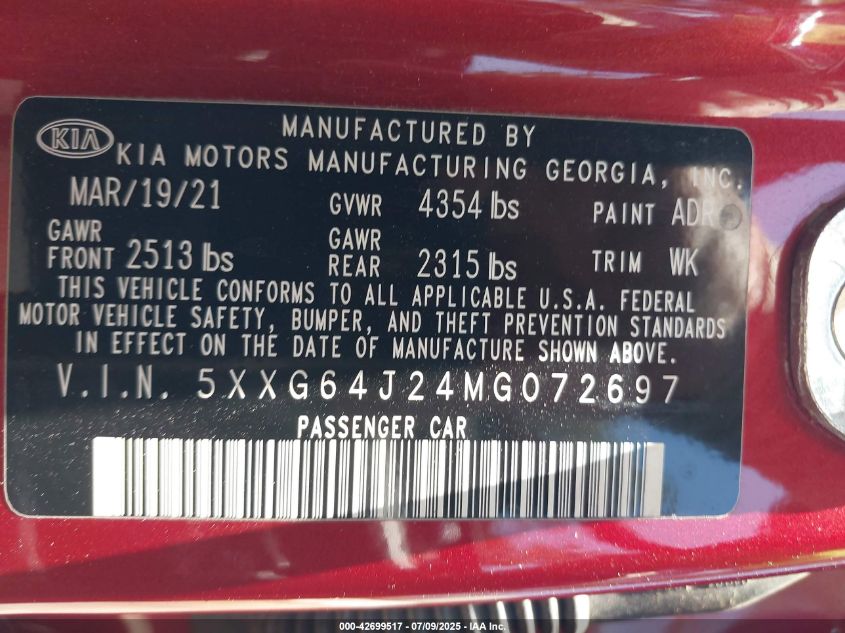 KIA
MANUFACTURED BY
KIA MOTORS MANUFACTURING GEORGIA, INC.
MAR/19/21 GVWR 4354 lbs PAINT ADR
GAWR FRONT 2513 lbs GAWR REAR 2315 lbs TRIM WK
THIS VEHICLE CONFORMS TO ALL APPLICABLE U.S.A. FEDERAL
MOTOR VEHICLE SAFETY, BUMPER, AND THEFT PREVENTION STANDARDS
IN EFFECT ON THE DATE OF MANUFACTURE SHOWN ABOVE.
V.I.N. 5XXG64J24MG072697
PASSENGER CAR
000-42699517 - 07/09/2025 - IAA Inc.